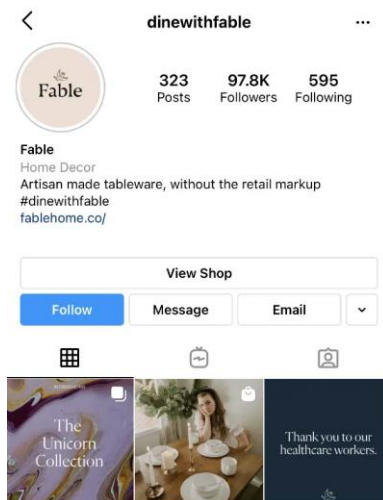 dinewithfable
Fable
323
97.8K
595
Posts
Followers
Following
Fable
Home Decor
Artisan made tableware, without the retail markup
#dinewithfable
fablehome.co/
View Shop
Follow
Message
Email
The
Unicorn
Collection
Thank you to our
healthcare workers.